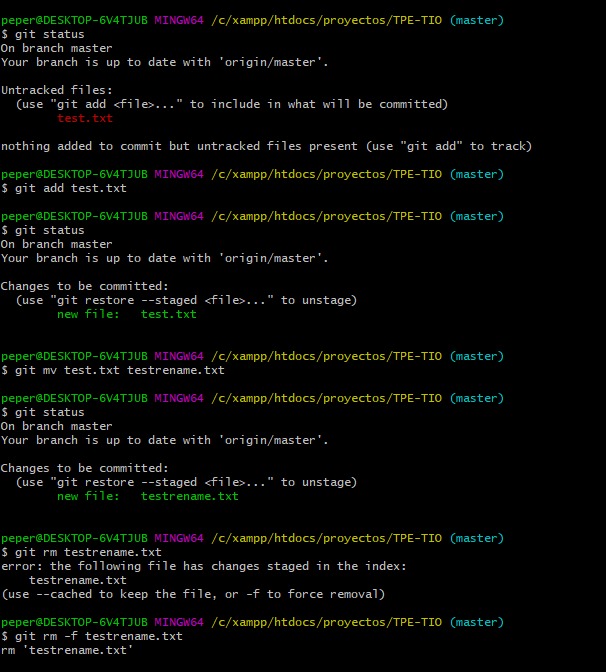 peper@DESKTOP-6V4TJUB MINGW64 /c/xampp/htdocs/proyectos/TPE-TIO (master)
$ git status
On branch master
Your branch is up to date with 'origin/master'.
Untracked files:
(use "git add <file>..." to include in what will be committed)
test.txt
nothing added to commit but untracked files present (use "git add" to track)
peper@DESKTOP-6V4TJUB MINGW64 /c/xampp/htdocs/proyectos/TPE-TIO (master)
$ git add test.txt
peper@DESKTOP-6V4TJUB MINGW64 /c/xampp/htdocs/proyectos/TPE-TIO (master)
$ git status
On branch master
Your branch is up to date with 'origin/master'.
Changes to be committed:
(use "git restore --staged <file>..." to unstage)
new file:   test.txt
peper@DESKTOP-6V4TJUB MINGW64 /c/xampp/htdocs/proyectos/TPE-TIO (master)
$ git mv test.txt testrename.txt
peper@DESKTOP-6V4TJUB MINGW64 /c/xampp/htdocs/proyectos/TPE-TIO (master)
$ git status
On branch master
Your branch is up to date with 'origin/master'.
Changes to be committed:
(use "git restore --staged <file>..." to unstage)
new file:   testrename.txt
peper@DESKTOP-6V4TJUB MINGW64 /c/xampp/htdocs/proyectos/TPE-TIO (master)
$ git rm testrename.txt
error: the following file has changes staged in the index:
testrename.txt
(use --cached to keep the file, or -f to force removal)
peper@DESKTOP-6V4TJUB MINGW64 /c/xampp/htdocs/proyectos/TPE-TIO (master)
$ git rm -f testrename.txt
rm 'testrename.txt'